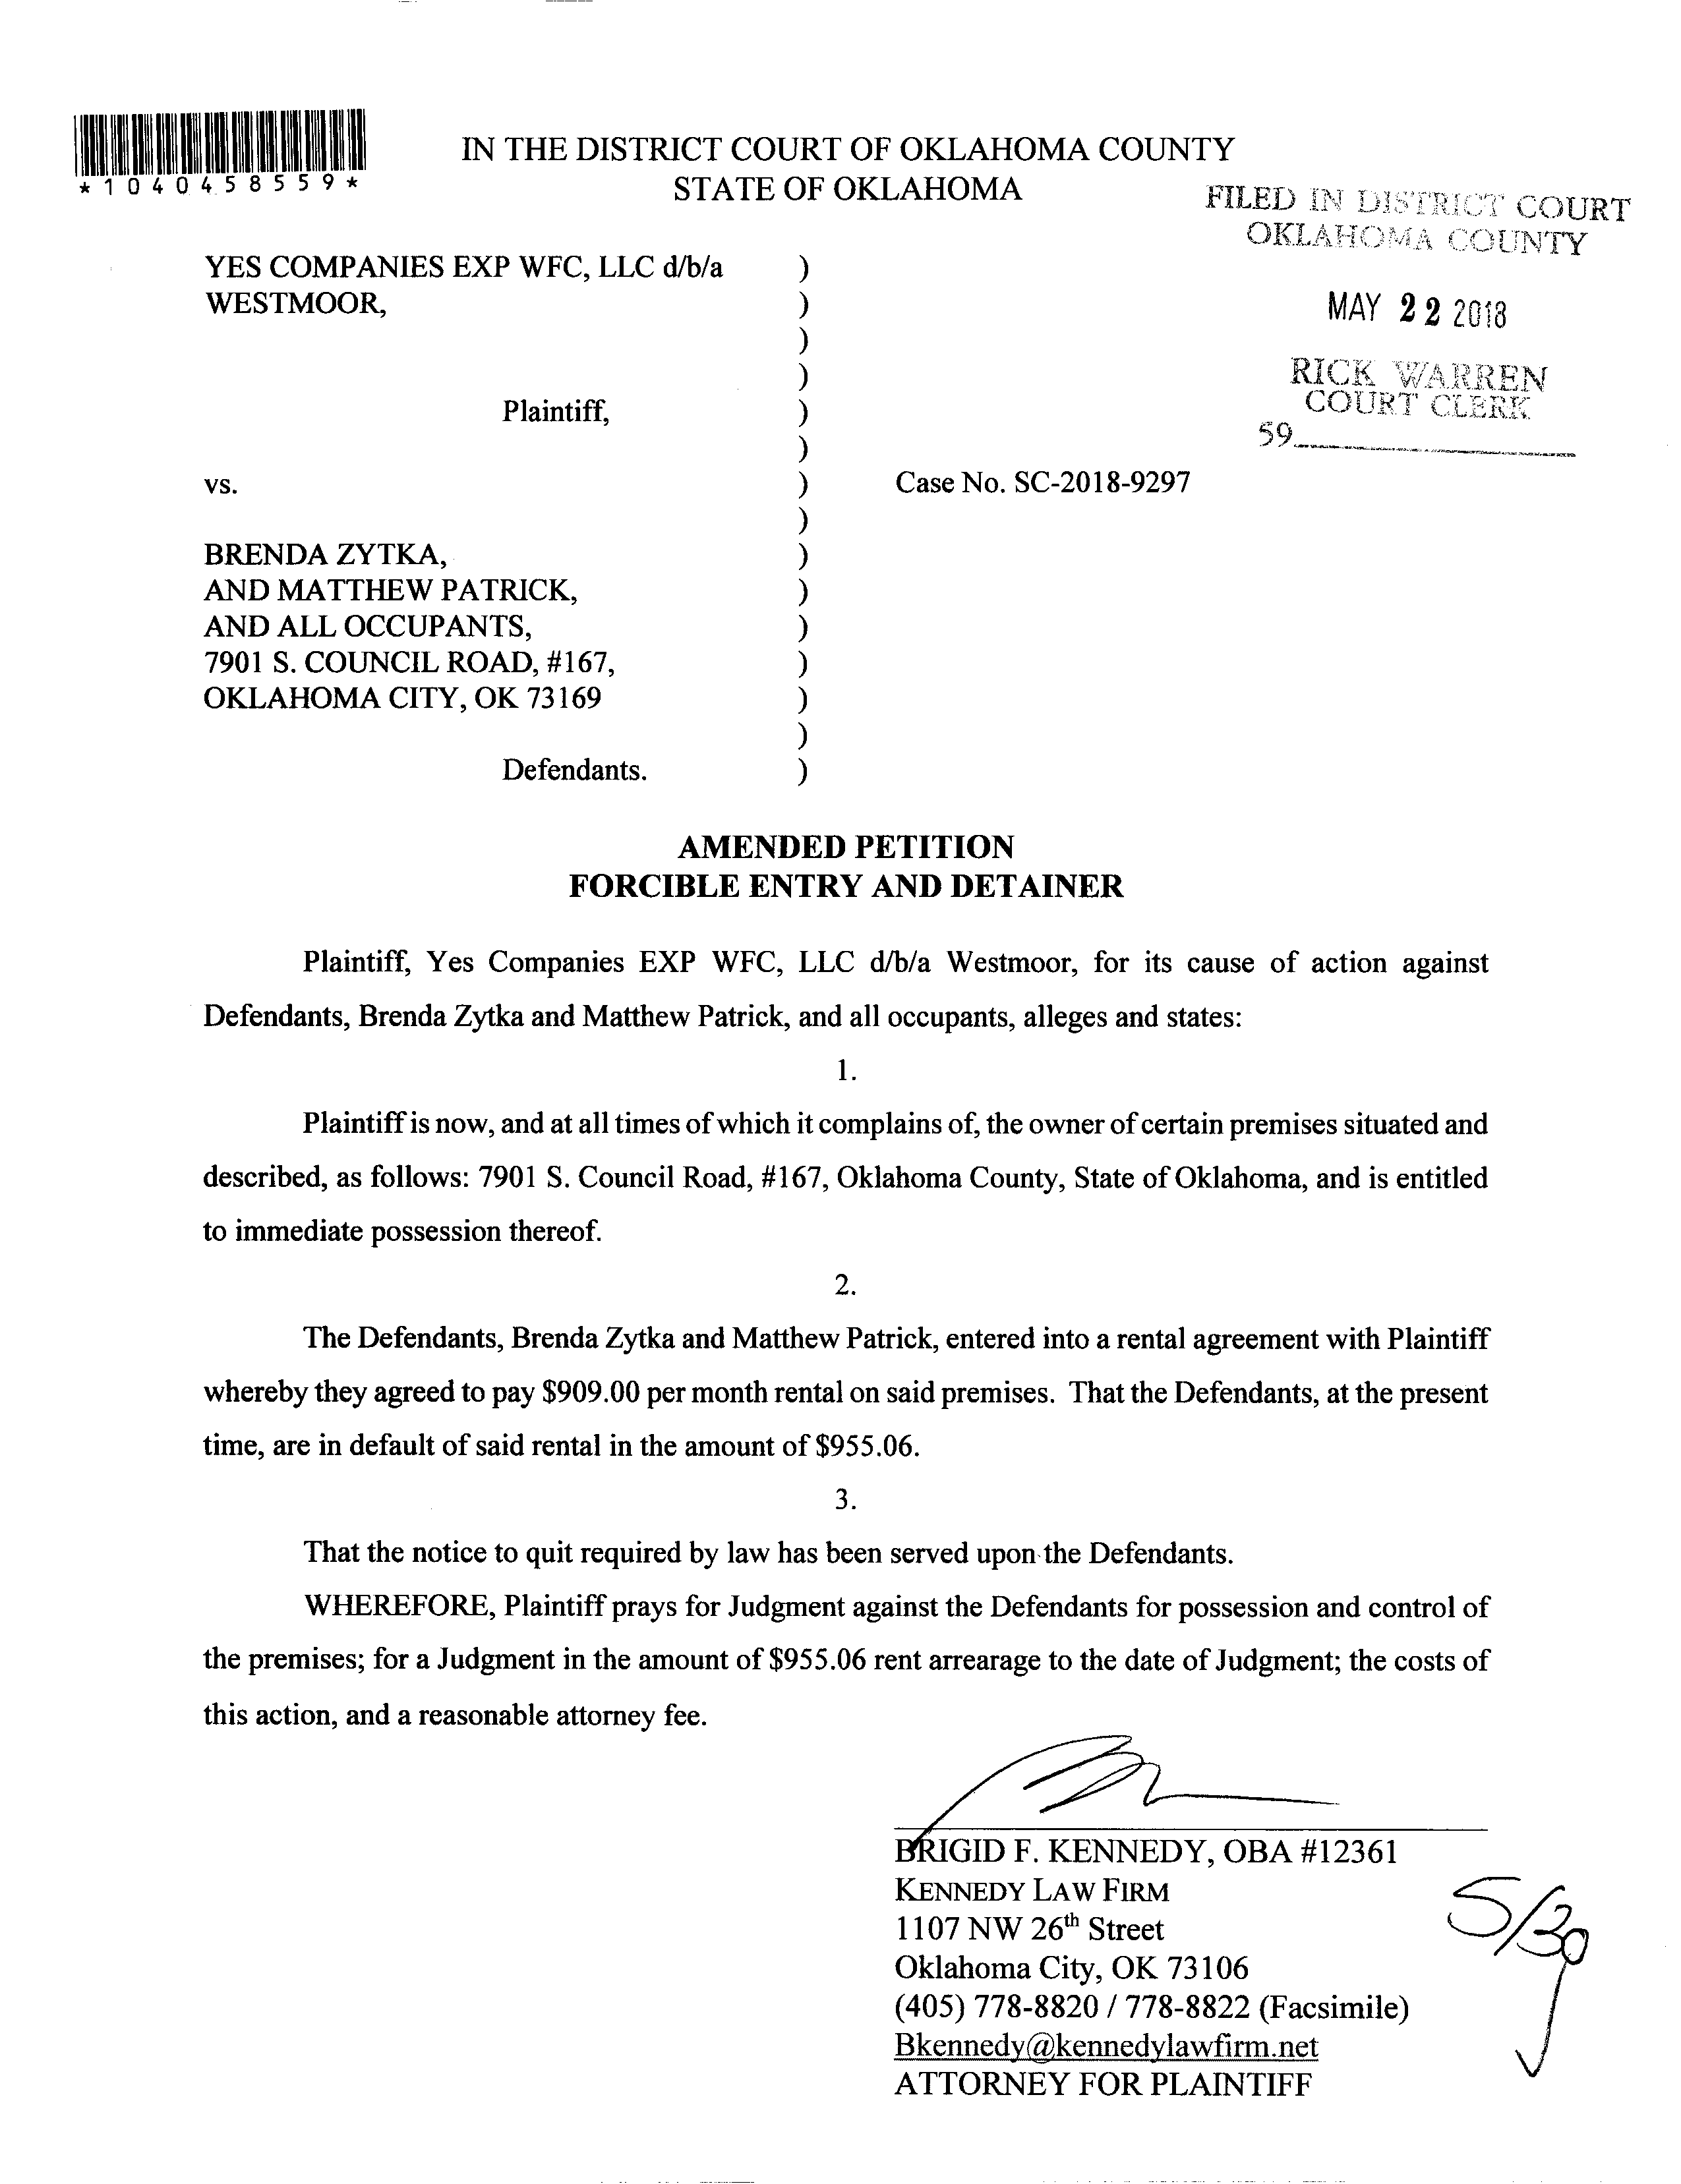 *1040458559*
IN THE DISTRICT COURT OF OKLAHOMA COUNTY
STATE OF OKLAHOMA
FILED IN DISTRICT COURT
OKLAHOMA COUNTY
MAY 22 2018
RICK WARREN
COURT CLERK
59
YES COMPANIES EXP WFC, LLC d/b/a )
WESTMOOR, )
)
)
Plaintiff, )
)
vs. ) Case No. SC-2018-9297
)
BRENDA ZYTKA, )
AND MATTHEW PATRICK, )
AND ALL OCCUPANTS, )
7901 S. COUNCIL ROAD, #167, )
OKLAHOMA CITY, OK 73169 )
)
Defendants. )
AMENDED PETITION
FORCIBLE ENTRY AND DETAINER
Plaintiff, Yes Companies EXP WFC, LLC d/b/a Westmoor, for its cause of action against
Defendants, Brenda Zytka and Matthew Patrick, and all occupants, alleges and states:
1.
Plaintiff is now, and at all times of which it complains of, the owner of certain premises situated and
described, as follows: 7901 S. Council Road, #167, Oklahoma County, State of Oklahoma, and is entitled
to immediate possession thereof.
2.
The Defendants, Brenda Zytka and Matthew Patrick, entered into a rental agreement with Plaintiff
whereby they agreed to pay $909.00 per month rental on said premises. That the Defendants, at the present
time, are in default of said rental in the amount of $955.06.
3.
That the notice to quit required by law has been served upon the Defendants.
WHEREFORE, Plaintiff prays for Judgment against the Defendants for possession and control of
the premises; for a Judgment in the amount of $955.06 rent arrearage to the date of Judgment; the costs of
this action, and a reasonable attorney fee.
BRIGID F. KENNEDY, OBA #12361
KENNEDY LAW FIRM
1107 NW 26th Street
Oklahoma City, OK 73106
(405) 778-8820 / 778-8822 (Facsimile)
Bkennedy@kennedylawfirm.net
ATTORNEY FOR PLAINTIFF
5/30